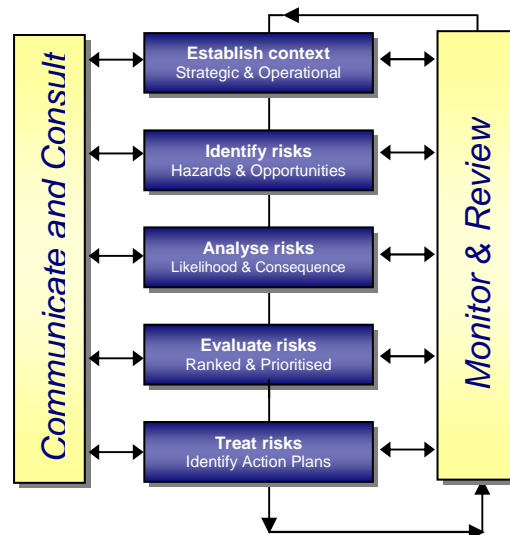 Communicate and Consult
Establish context
Strategic & Operational
Identify risks
Hazards & Opportunities
Analyse risks
Likelihood & Consequence
Evaluate risks
Ranked & Prioritised
Treat risks
Identify Action Plans
Monitor & Review